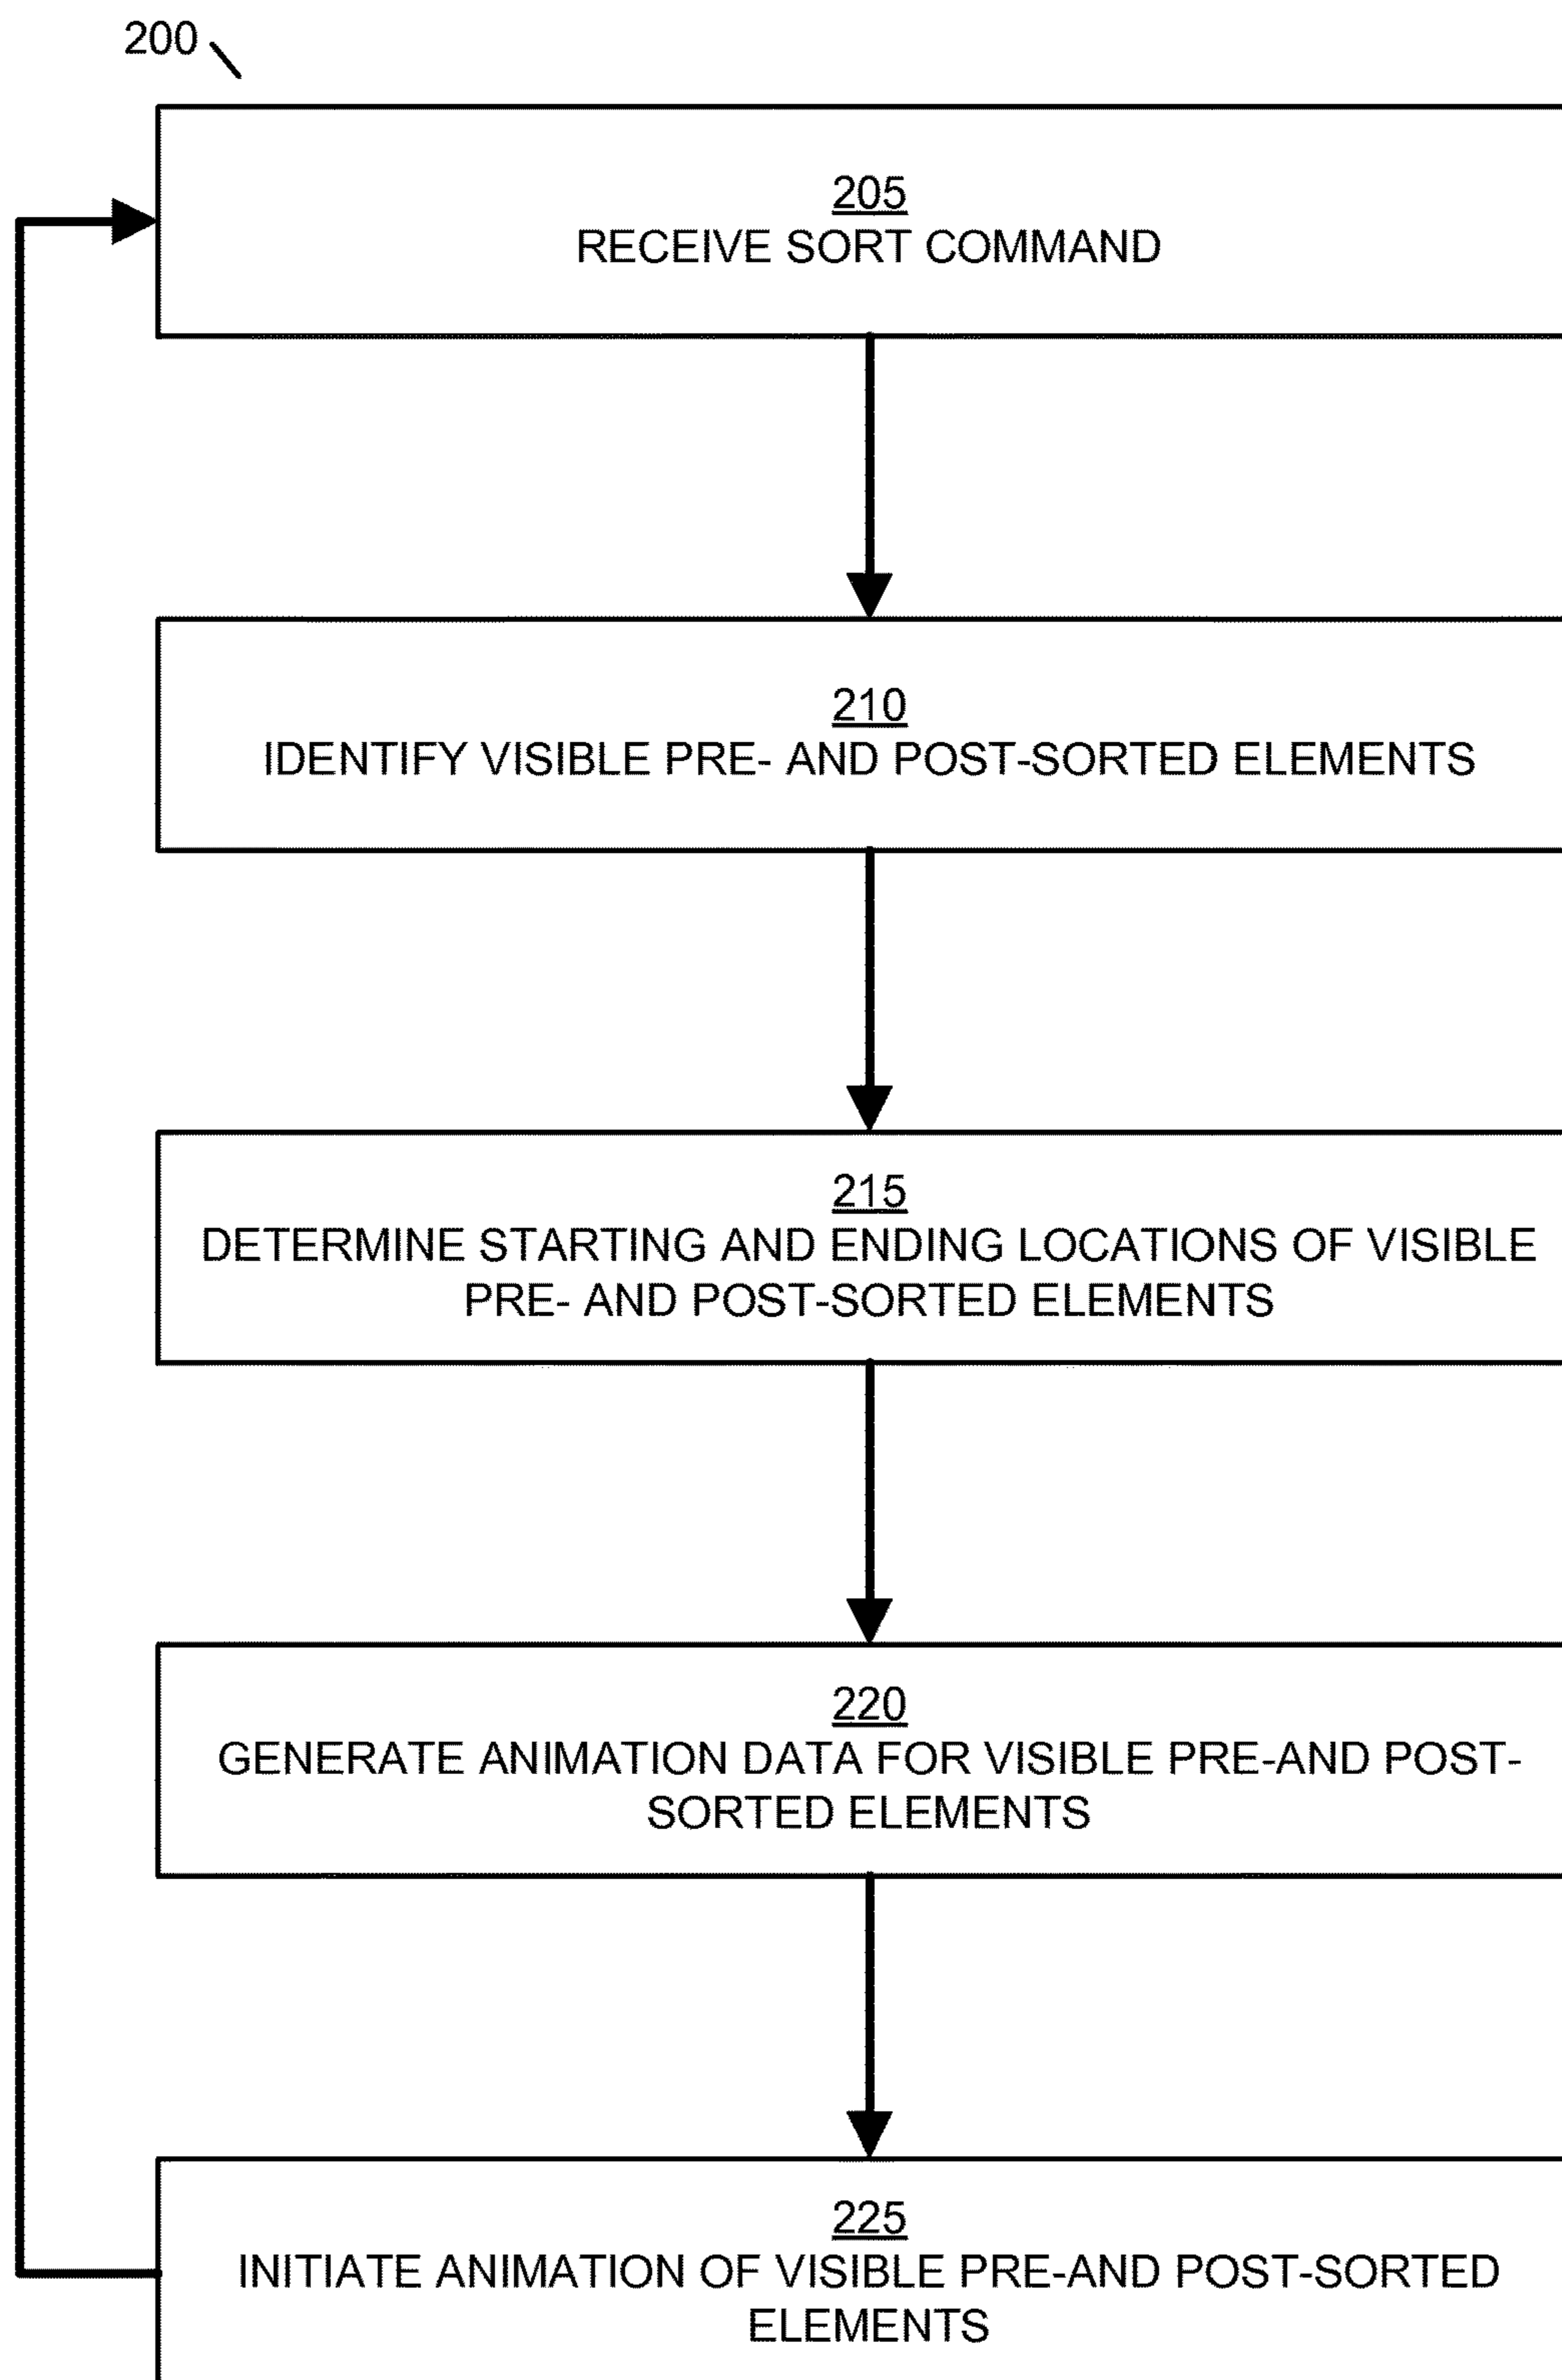 200
205
RECEIVE SORT COMMAND
210
IDENTIFY VISIBLE PRE- AND POST-SORTED ELEMENTS
215
DETERMINE STARTING AND ENDING LOCATIONS OF VISIBLE
PRE- AND POST-SORTED ELEMENTS
220
GENERATE ANIMATION DATA FOR VISIBLE PRE-AND POST-
SORTED ELEMENTS
225
INITIATE ANIMATION OF VISIBLE PRE-AND POST-SORTED
ELEMENTS